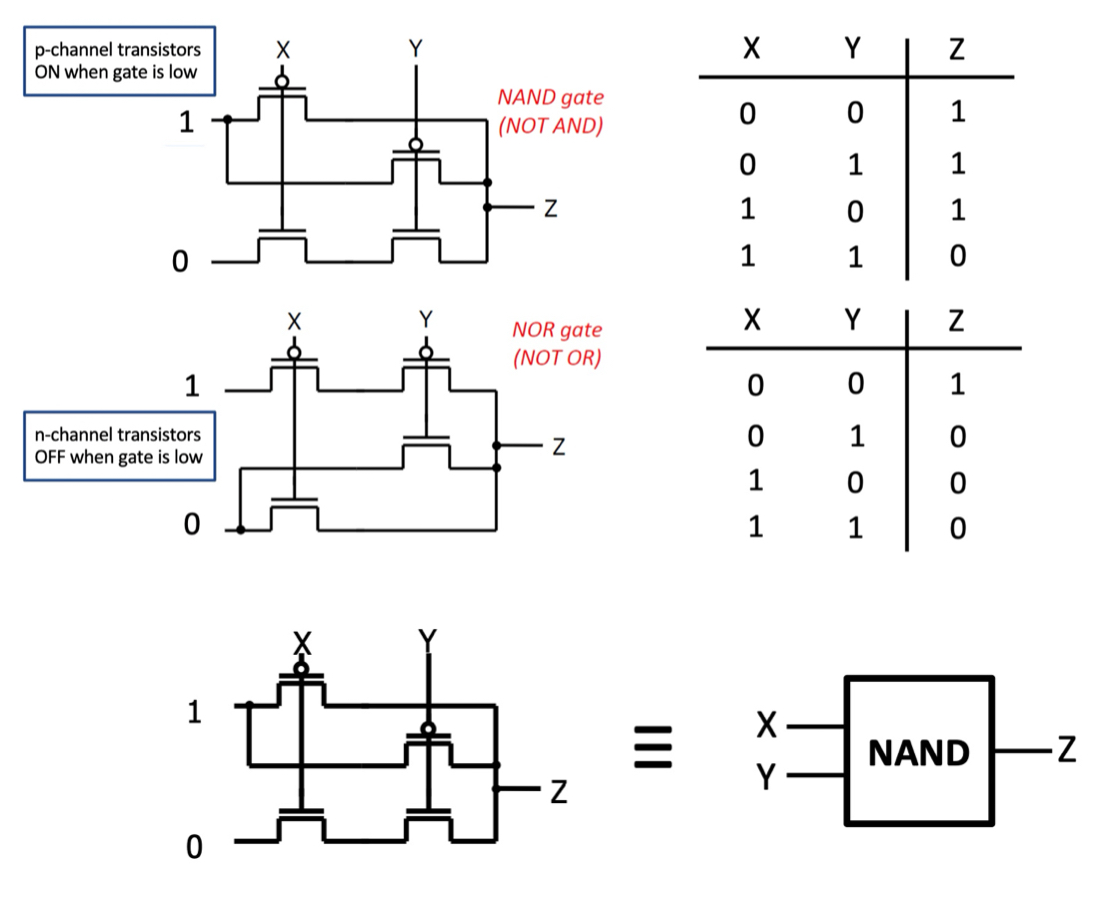 p-channel transistors
ON when gate is low
X Y
1
NAND gate
(NOT AND)
Z
0
X Y Z
0 0 1
0 1 1
1 0 1
1 1 0
X Y
NOR gate
(NOT OR)
1
n-channel transistors
OFF when gate is low
Z
0
X Y Z
0 0 1
0 1 0
1 0 0
1 1 0
X Y
1
Z
0
≡
X
Y
NAND
Z